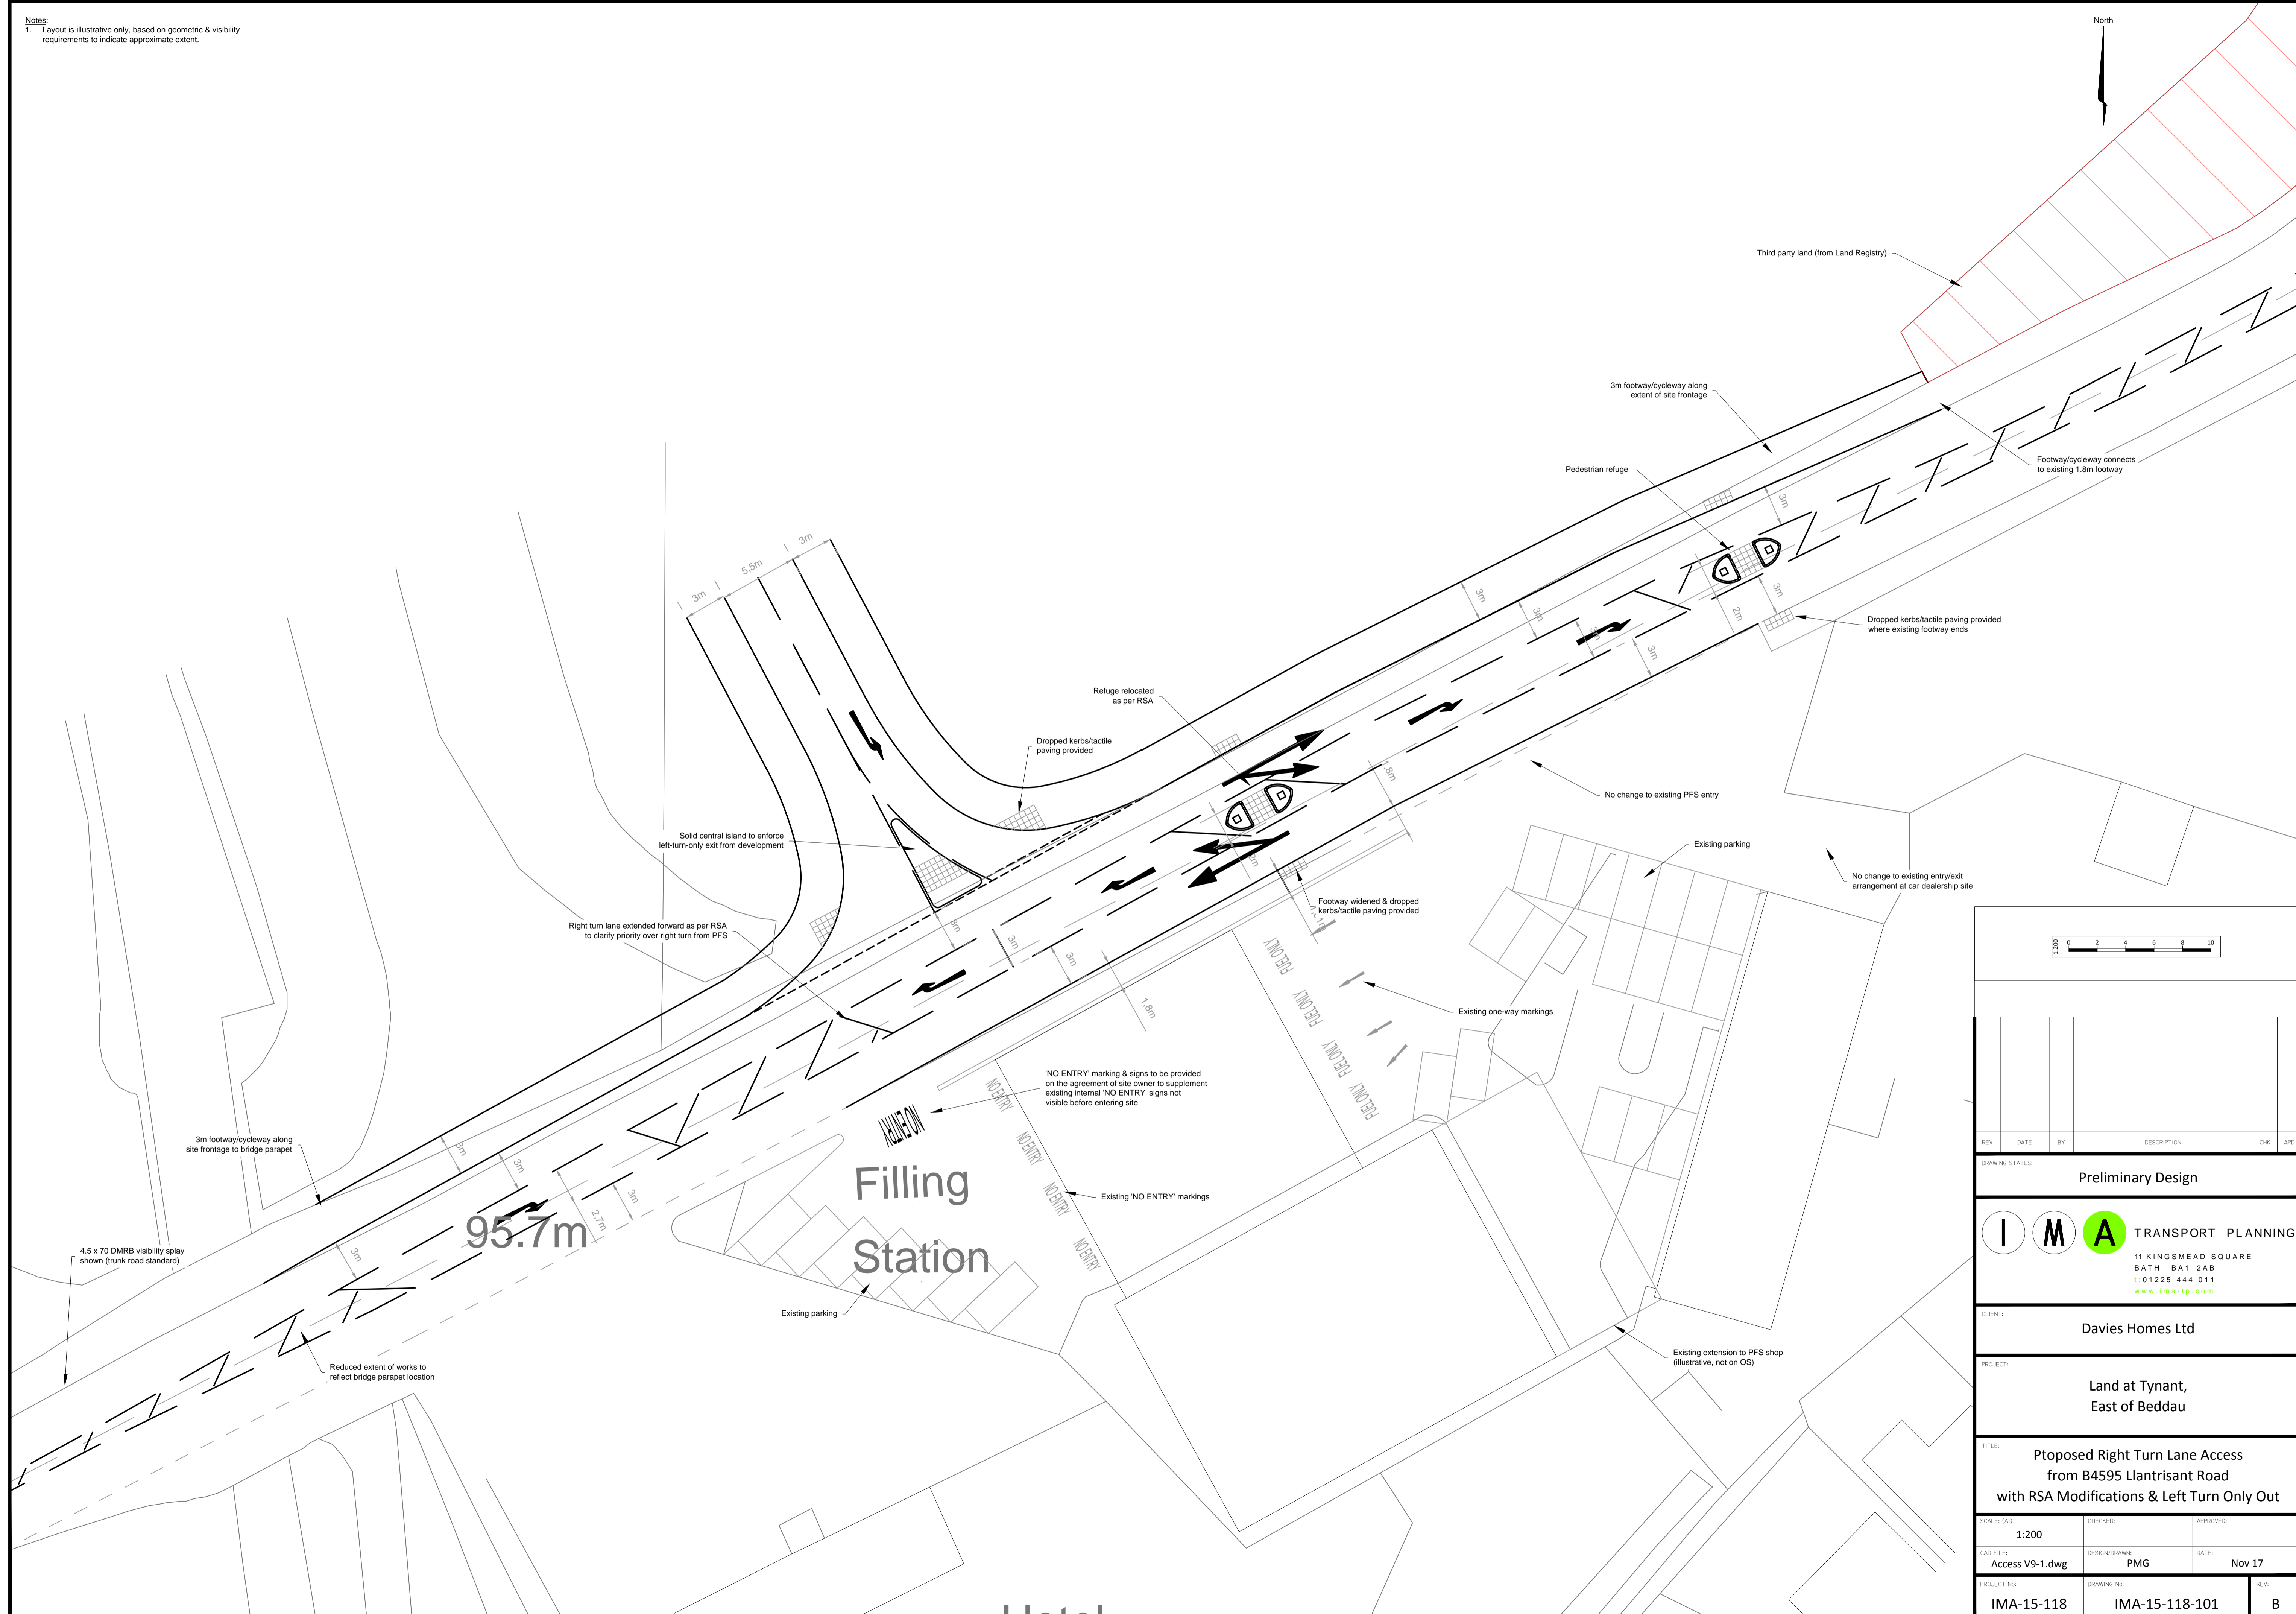 Notes:
1. Layout is illustrative only, based on geometric & visibility
requirements to indicate approximate extent.
North
Third party land (from Land Registry)
3m footway/cycleway along
extent of site frontage
Pedestrian refuge
Footway/cycleway connects
to existing 1.8m footway
3m
5.5m
3m
3m
3m
3m
3m
3m
2m
3m
Dropped kerbs/tactile paving provided
where existing footway ends
Refuge relocated
as per RSA
Dropped kerbs/tactile
paving provided
1.8m
No change to existing PFS entry
Solid central island to enforce
left-turn-only exit from development
Existing parking
2m
No change to existing entry/exit
arrangement at car dealership site
Footway widened & dropped
kerbs/tactile paving provided
Right turn lane extended forward as per RSA
to clarify priority over right turn from PFS
3m
3m
3m
1.8m
FUEL ONLY
FUEL ONLY
FUEL ONLY
FUEL ONLY
Existing one-way markings
'NO ENTRY' marking & signs to be provided
on the agreement of site owner to supplement
existing internal 'NO ENTRY' signs not
visible before entering site
NO ENTRY
NO ENTRY
NO ENTRY
NO ENTRY
NO ENTRY
Existing 'NO ENTRY' markings
3m footway/cycleway along
site frontage to bridge parapet
3m
3m
3m
2.7m
3m
95.7m
Filling
Station
4.5 x 70 DMRB visibility splay
shown (trunk road standard)
Existing parking
Reduced extent of works to
reflect bridge parapet location
Existing extension to PFS shop
(illustrative, not on OS)
Hotel
1:200
0 2 4 6 8 10
REV DATE BY DESCRIPTION CHK APD
DRAWING STATUS:
Preliminary Design
I M A TRANSPORT PLANNING
11 KINGSMEAD SQUARE
BATH BA1 2AB
t: 01225 444 011
www.ima-tp.com
CLIENT:
Davies Homes Ltd
PROJECT:
Land at Tynant,
East of Beddau
TITLE:
Ptoposed Right Turn Lane Access
from B4595 Llantrisant Road
with RSA Modifications & Left Turn Only Out
SCALE: (A1) CHECKED: APPROVED:
1:200
CAD FILE: DESIGN/DRAWN: DATE:
Access V9-1.dwg PMG Nov 17
PROJECT No: DRAWING No: REV:
IMA-15-118 IMA-15-118-101 B